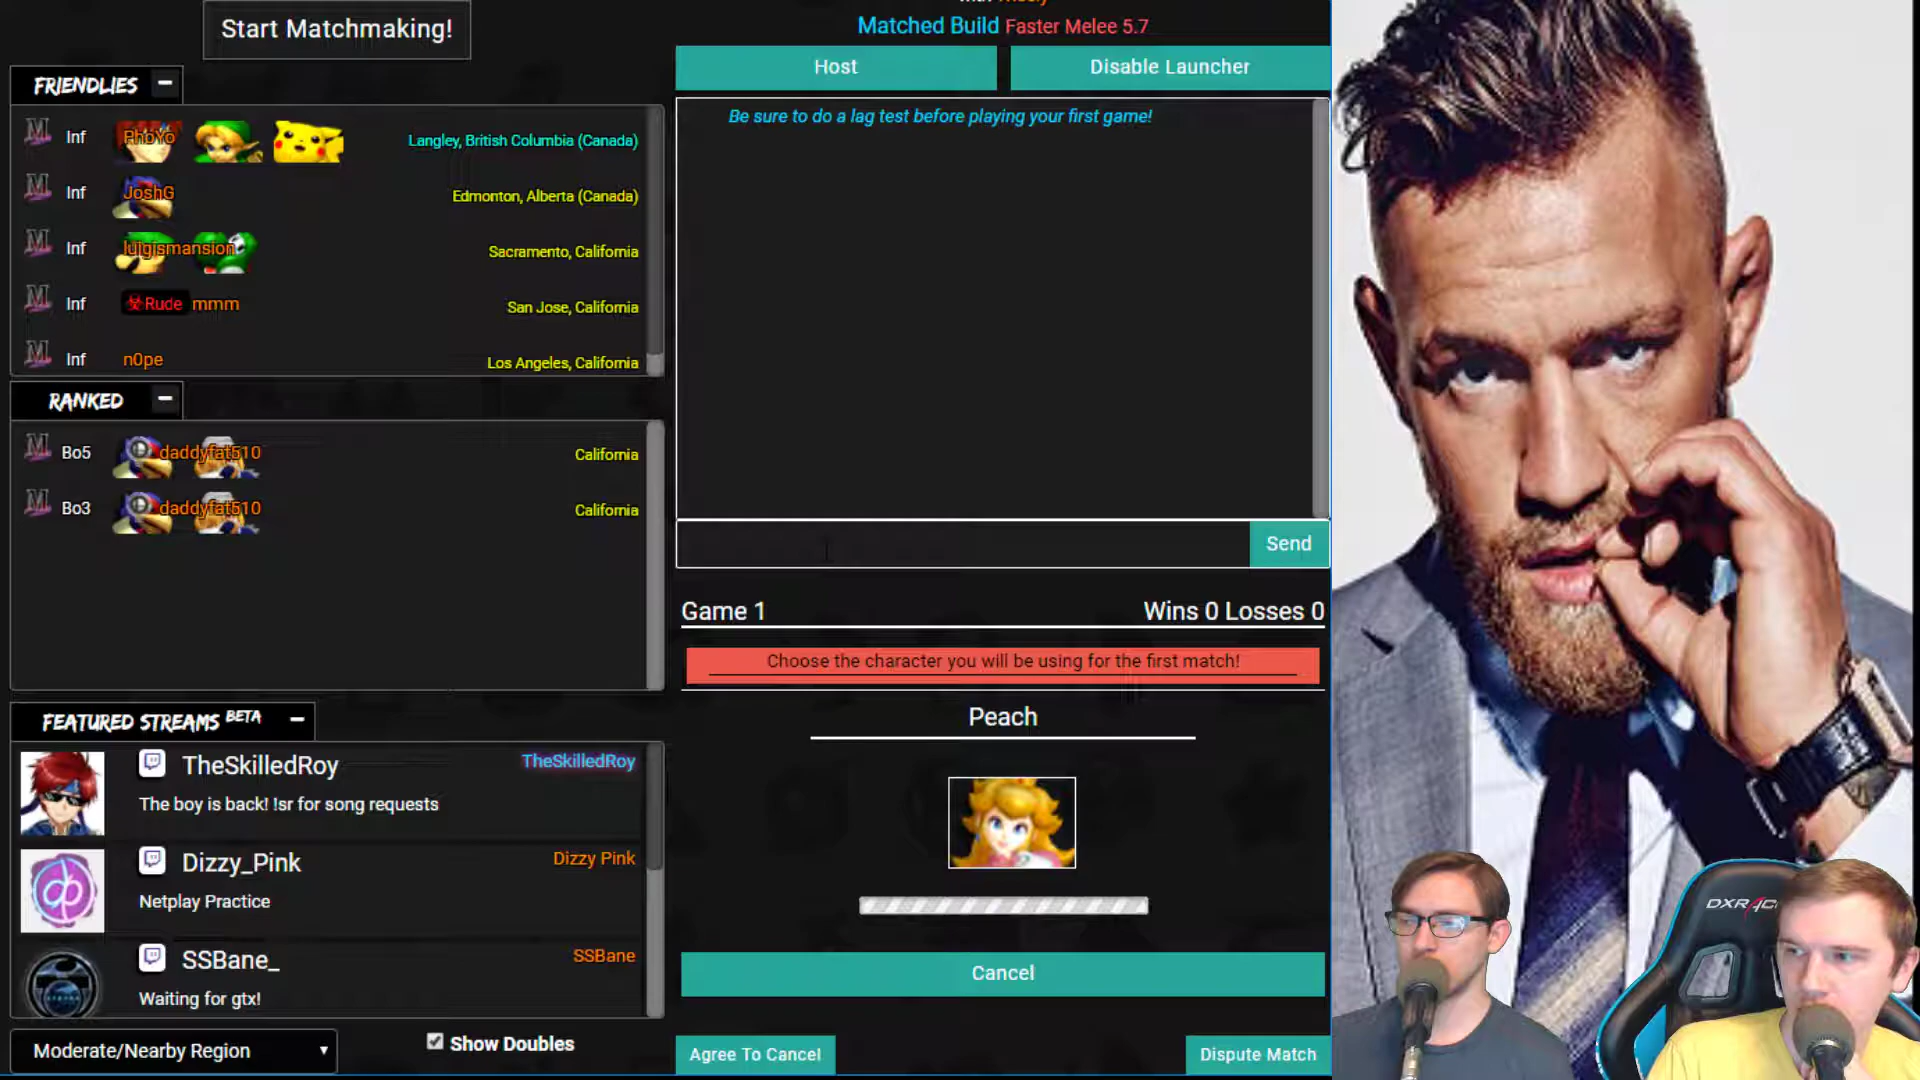 Start Matchmaking!
FRIENDLIES −
Inf PhoYo Langley, British Columbia (Canada)
Inf JoshG Edmonton, Alberta (Canada)
Inf luigismansion Sacramento, California
Inf Rude mmm San Jose, California
Inf n0pe Los Angeles, California
RANKED −
Bo5 daddyfat510 California
Bo3 daddyfat510 California
FEATURED STREAMS BETA −
TheSkilledRoy TheSkilledRoy
The boy is back! !sr for song requests
Dizzy_Pink Dizzy Pink
Netplay Practice
SSBane_ SSBane
Waiting for gtx!
Moderate/Nearby Region
Show Doubles
Matched Build Faster Melee 5.7
Host Disable Launcher
Be sure to do a lag test before playing your first game!
Send
Game 1 Wins 0 Losses 0
Choose the character you will be using for the first match!
Peach
Cancel
Agree To Cancel Dispute Match